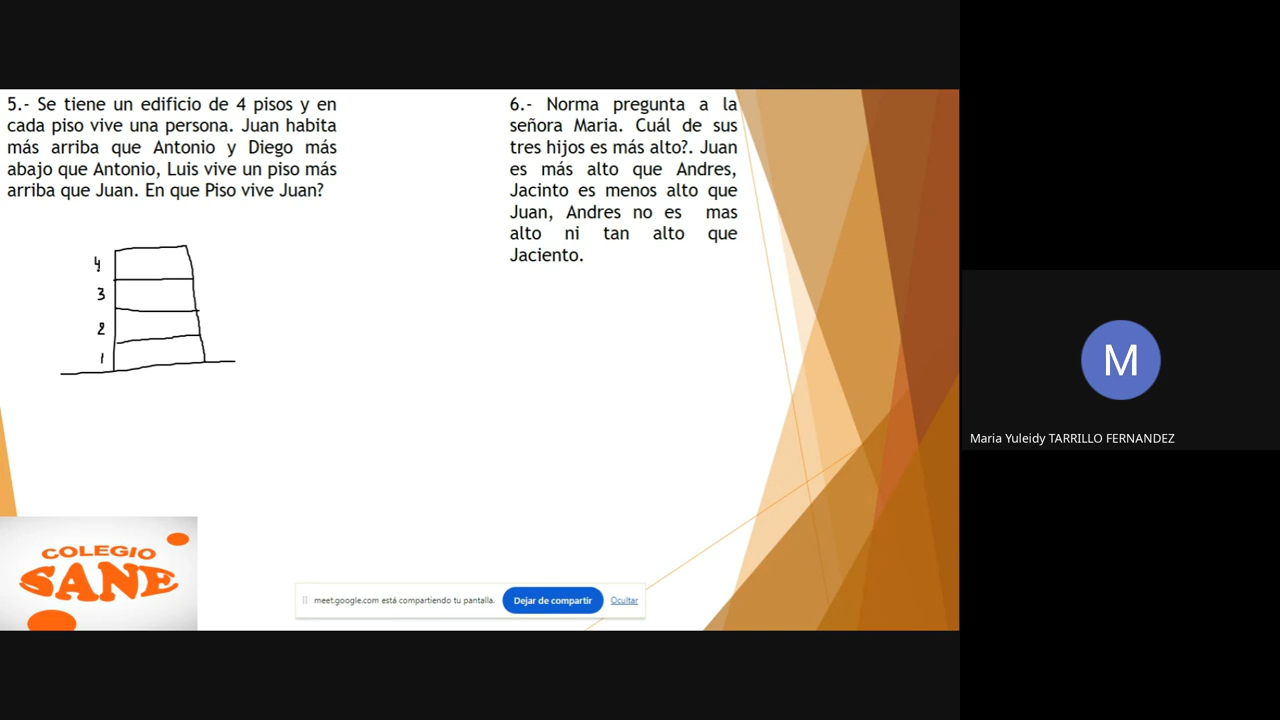 5.- Se tiene un edificio de 4 pisos y en
cada piso vive una persona. Juan habita
más arriba que Antonio y Diego más
abajo que Antonio, Luis vive un piso más
arriba que Juan. En que Piso vive Juan?
4
3
2
1
6.- Norma pregunta a la
señora Maria. Cuál de sus
tres hijos es más alto?. Juan
es más alto que Andres,
Jacinto es menos alto que
Juan, Andres no es mas
alto ni tan alto que
Jaciento.
COLEGIO
SANE
meet.google.com está compartiendo tu pantalla.
Dejar de compartir
Ocultar
M
Maria Yuleidy TARRILLO FERNANDEZ